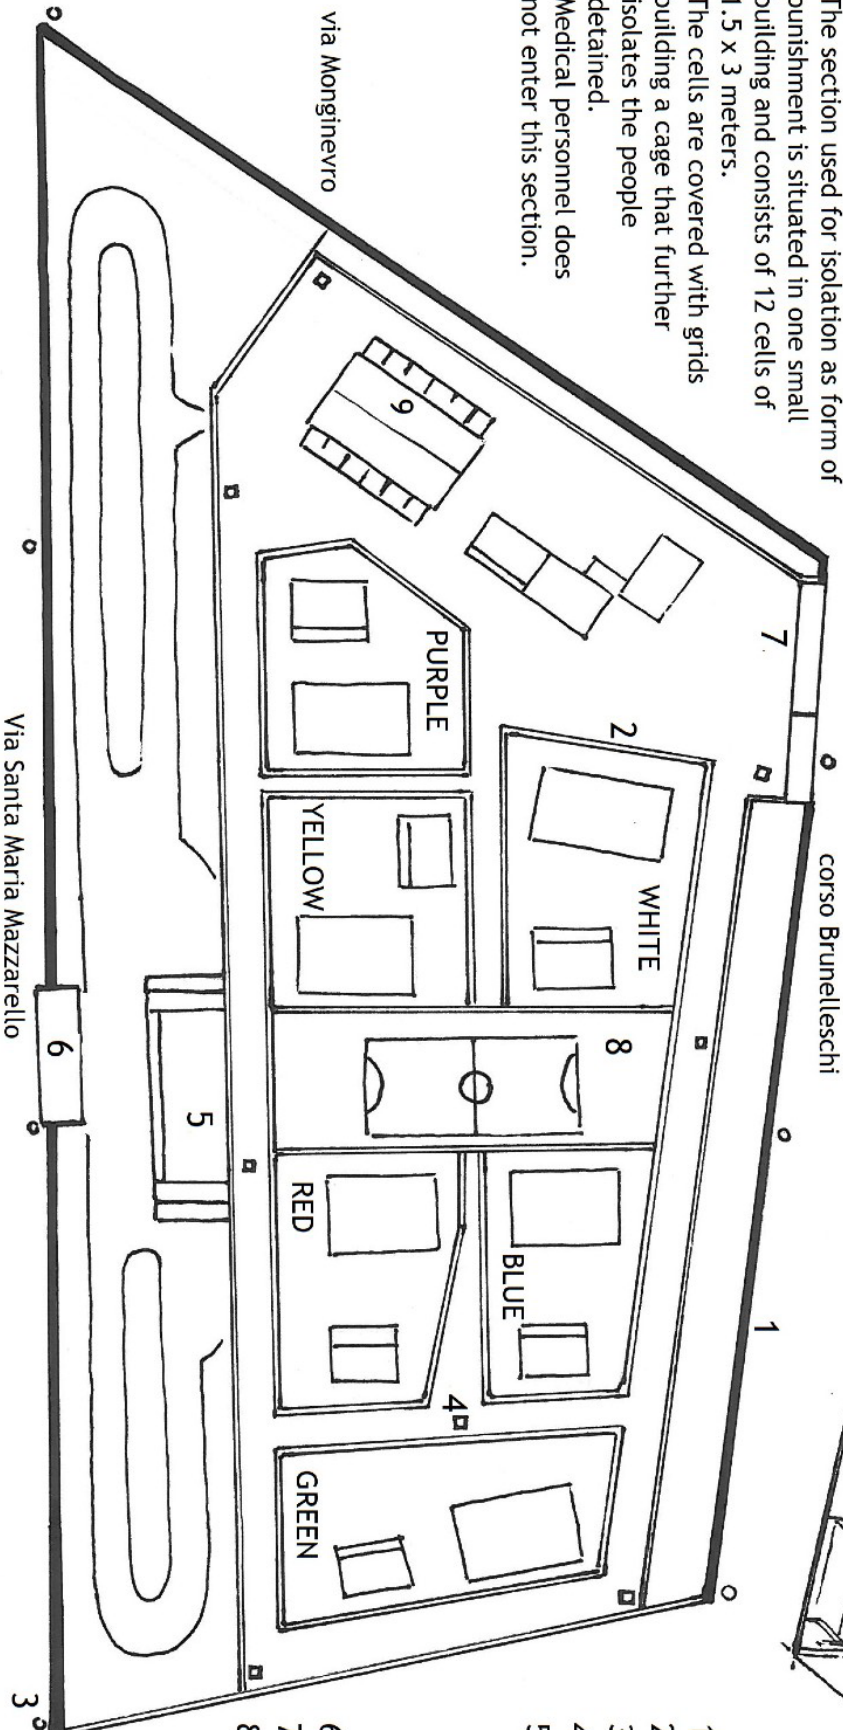 The section used for isolation as form of
punishment is situated in one small
building and consists of 12 cells of
1.5 x 3 meters.
The cells are covered with grids
building a cage that further
isolates the people
detained.
Medical personnel does
not enter this section.
via Monginevro
corso Brunelleschi
1
7
2
WHITE
8
BLUE
4
9
PURPLE
YELLOW
RED
GREEN
5
6
Via Santa Maria Mazzarello
3